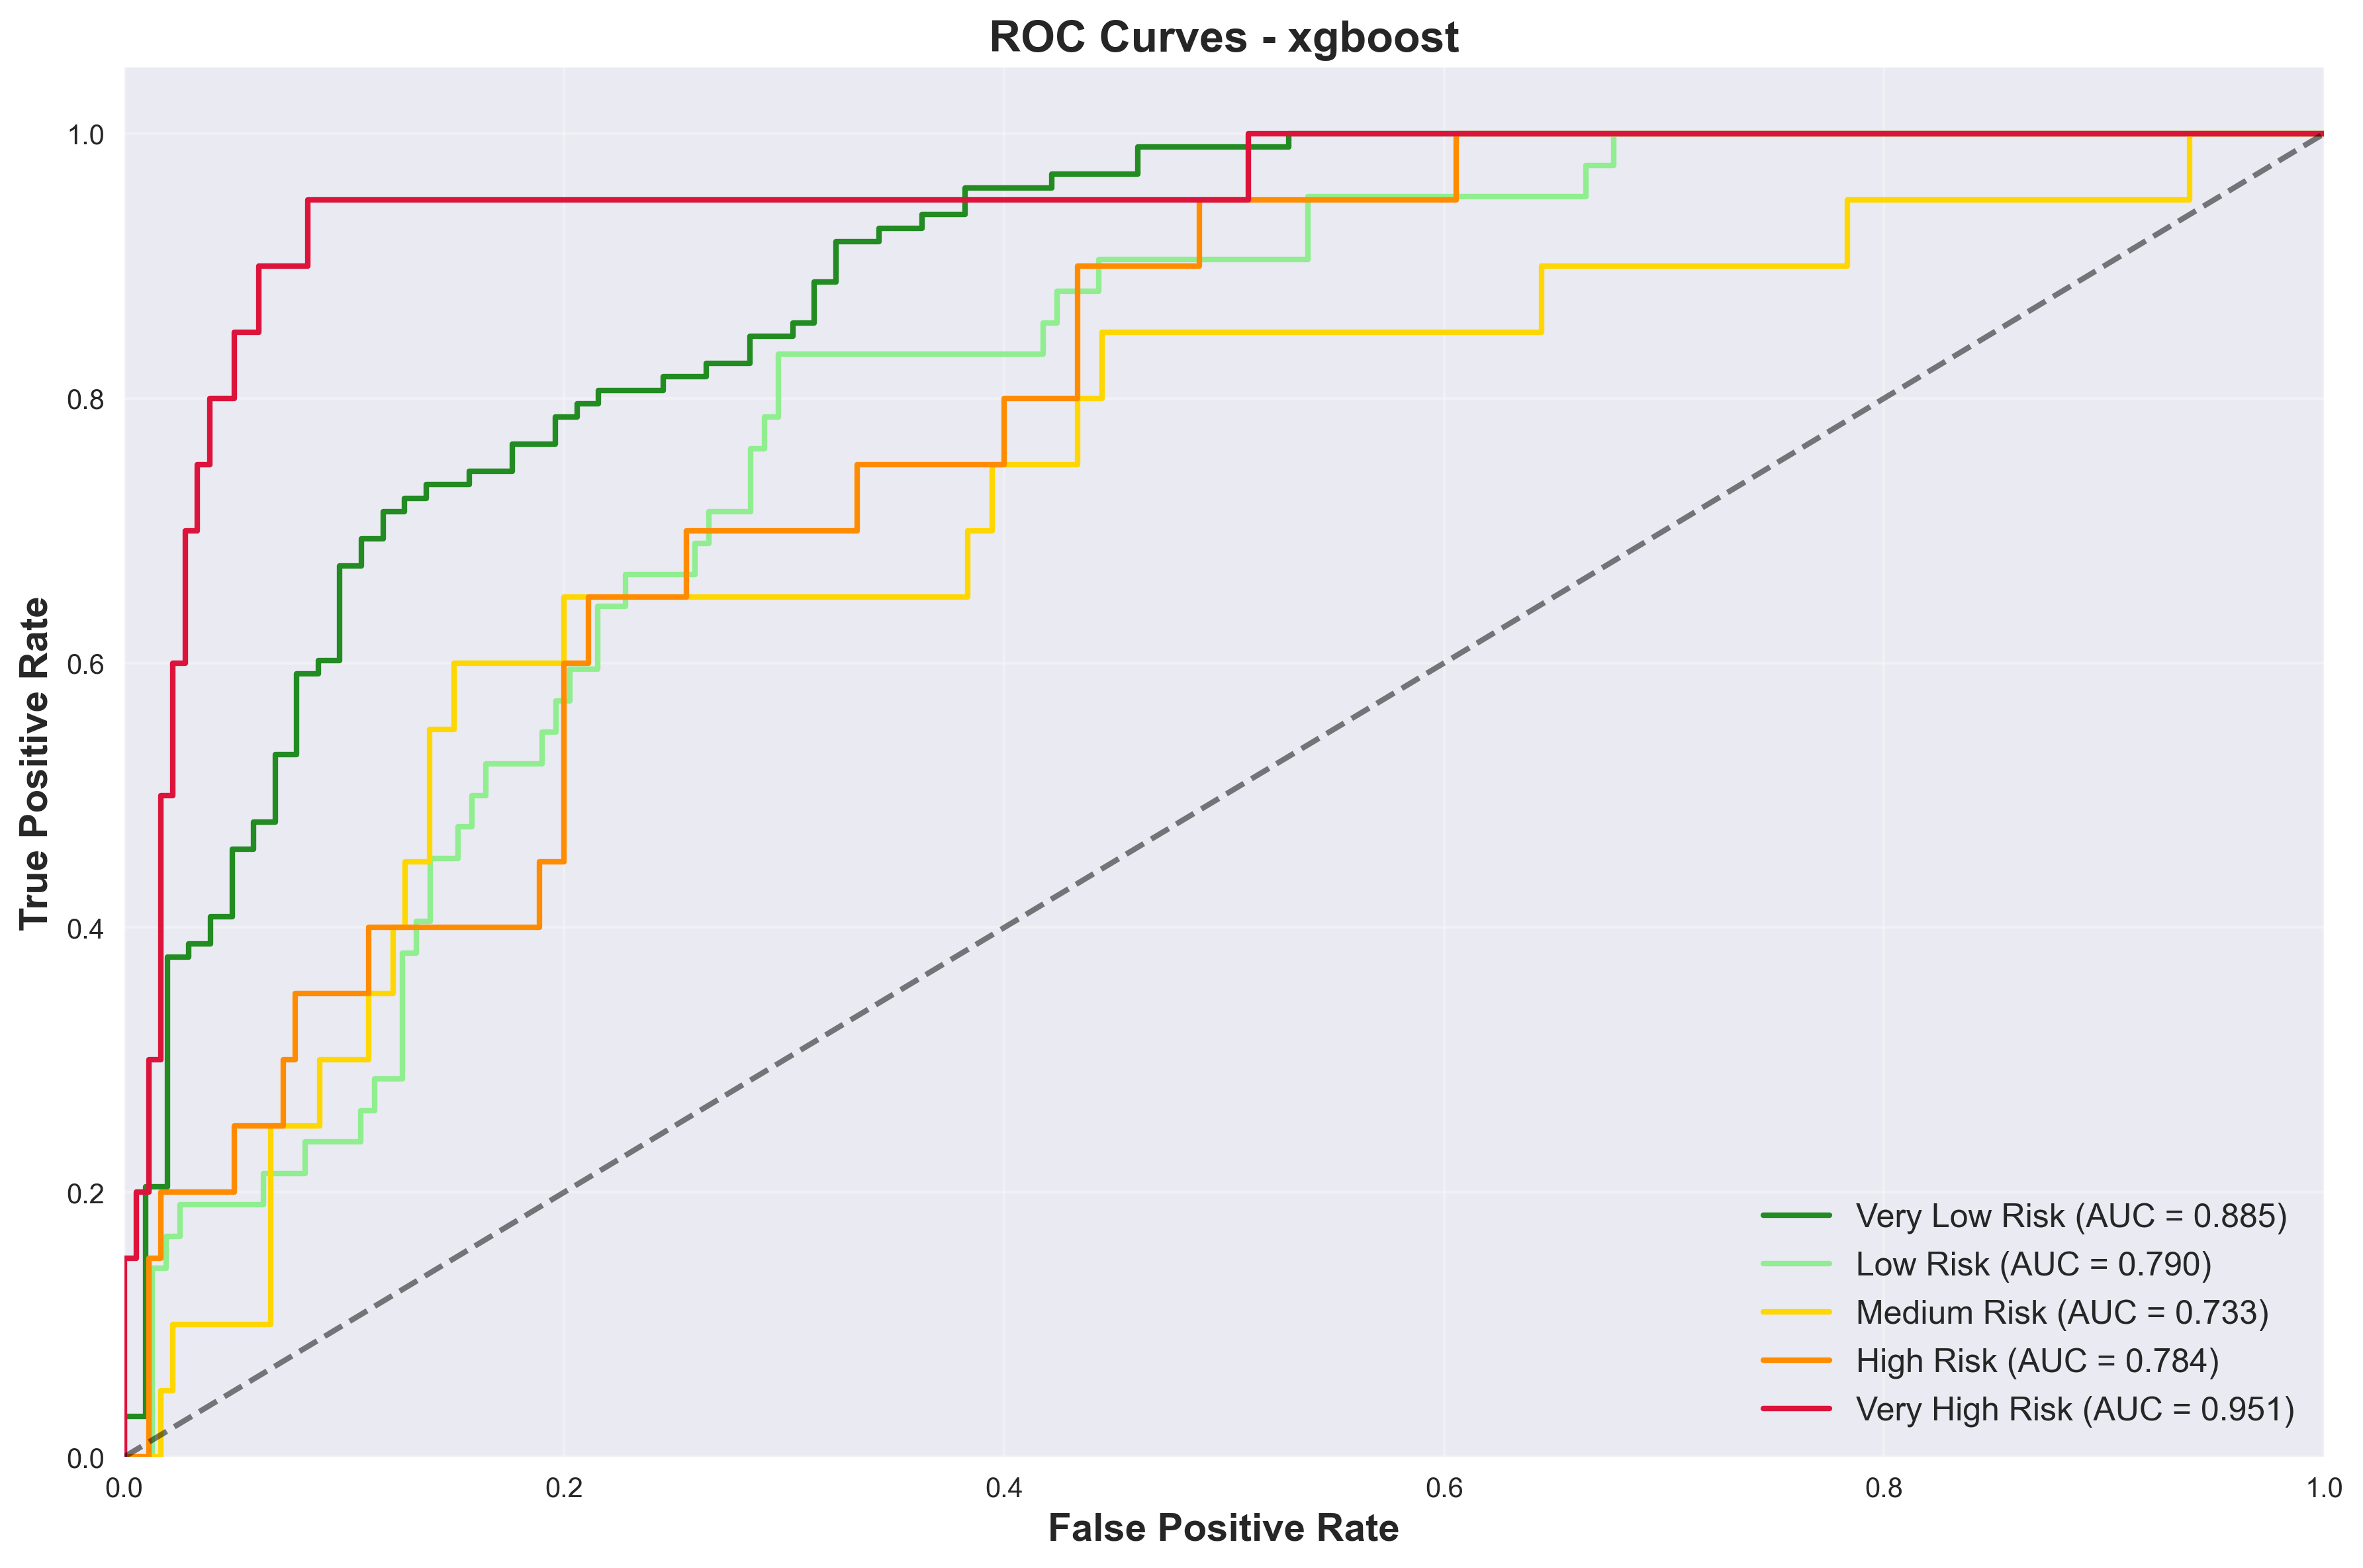 ROC Curves - xgboost
True Positive Rate
1.0
0.8
0.6
0.4
0.2
0.0
0.0 0.2 0.4 0.6 0.8 1.0
False Positive Rate
Very Low Risk (AUC = 0.885)
Low Risk (AUC = 0.790)
Medium Risk (AUC = 0.733)
High Risk (AUC = 0.784)
Very High Risk (AUC = 0.951)